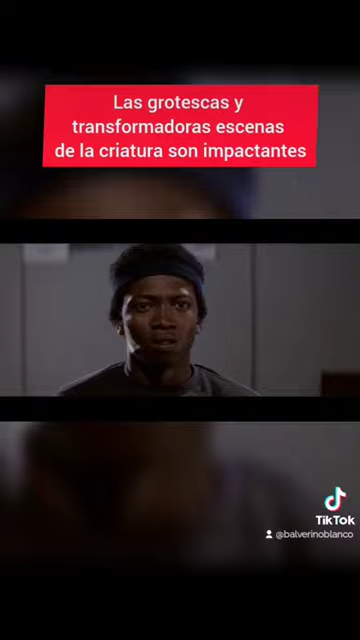 Las grotescas y
transformadoras escenas
de la criatura son impactantes
TikTok
@balverinoblanco